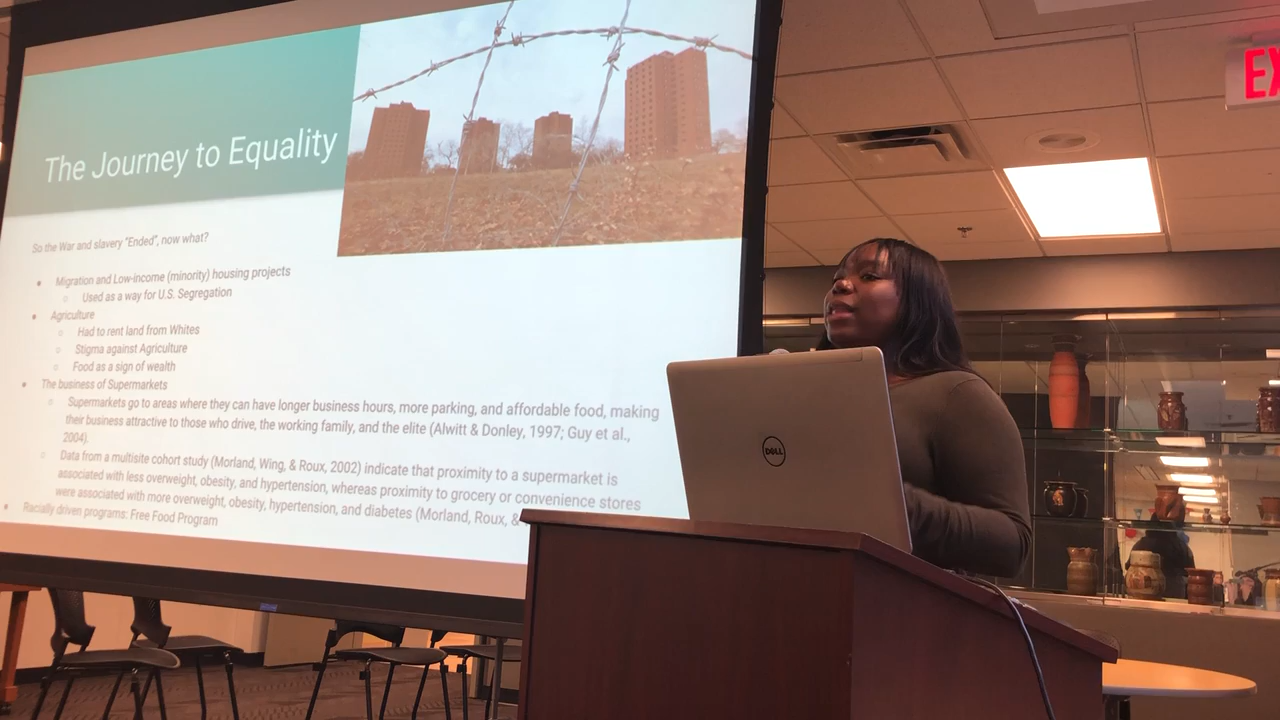 The Journey to Equality
So the War and slavery "Ended", now what?
Migration and Low-income (minority) housing projects
Used as a way for U.S. Segregation
Agriculture
Had to rent land from Whites
Stigma against Agriculture
Food as a sign of wealth
The business of Supermarkets
Supermarkets go to areas where they can have longer business hours, more parking, and affordable food, making
their business attractive to those who drive, the working family, and the elite (Alwitt & Donley, 1997; Guy et al.,
2004).
Data from a multisite cohort study (Morland, Wing, & Roux, 2002) indicate that proximity to a supermarket is
associated with less overweight, obesity, and hypertension, whereas proximity to grocery or convenience stores
were associated with more overweight, obesity, hypertension, and diabetes (Morland, Roux, &
Racially driven programs: Free Food Program
DELL
EX